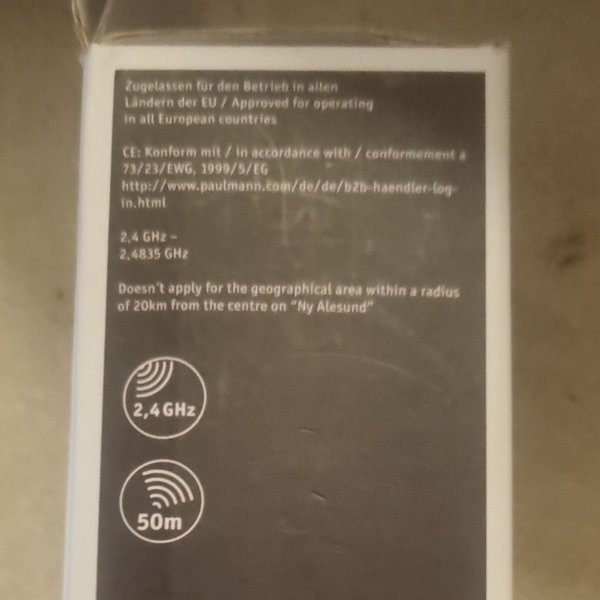 Zugelassen für den Betrieb in allen
Ländern der EU / Approved for operating
in all European countries
CE: Konform mit / in accordance with / conformement a
73/23/EWG, 1999/5/EG
http://www.paulmann.com/de/de/b2b-haendler-log-
in.html
2,4 GHz –
2,4835 GHz
Doesn't apply for the geographical area within a radius
of 20km from the centre on "Ny Alesund"
2,4GHz
50m